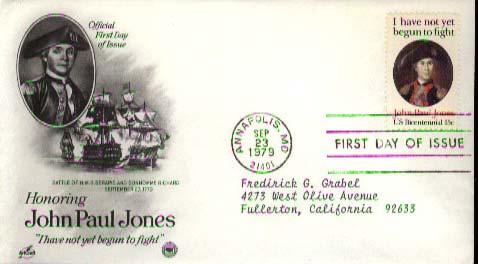 Official
First Day
of Issue
BATTLE OF H.M.S. SERAPIS AND BONHOMME RICHARD
SEPTEMBER 23, 1779
Honoring
John Paul Jones
"I have not yet begun to fight"
I have not yet
begun to fight
John Paul Jones
US Bicentennial 15c
ANNAPOLIS, MD
SEP
23
1979
21401
FIRST DAY OF ISSUE
Fredirick G. Grabel
4273 West Olive Avenue
Fullerton, California 92633